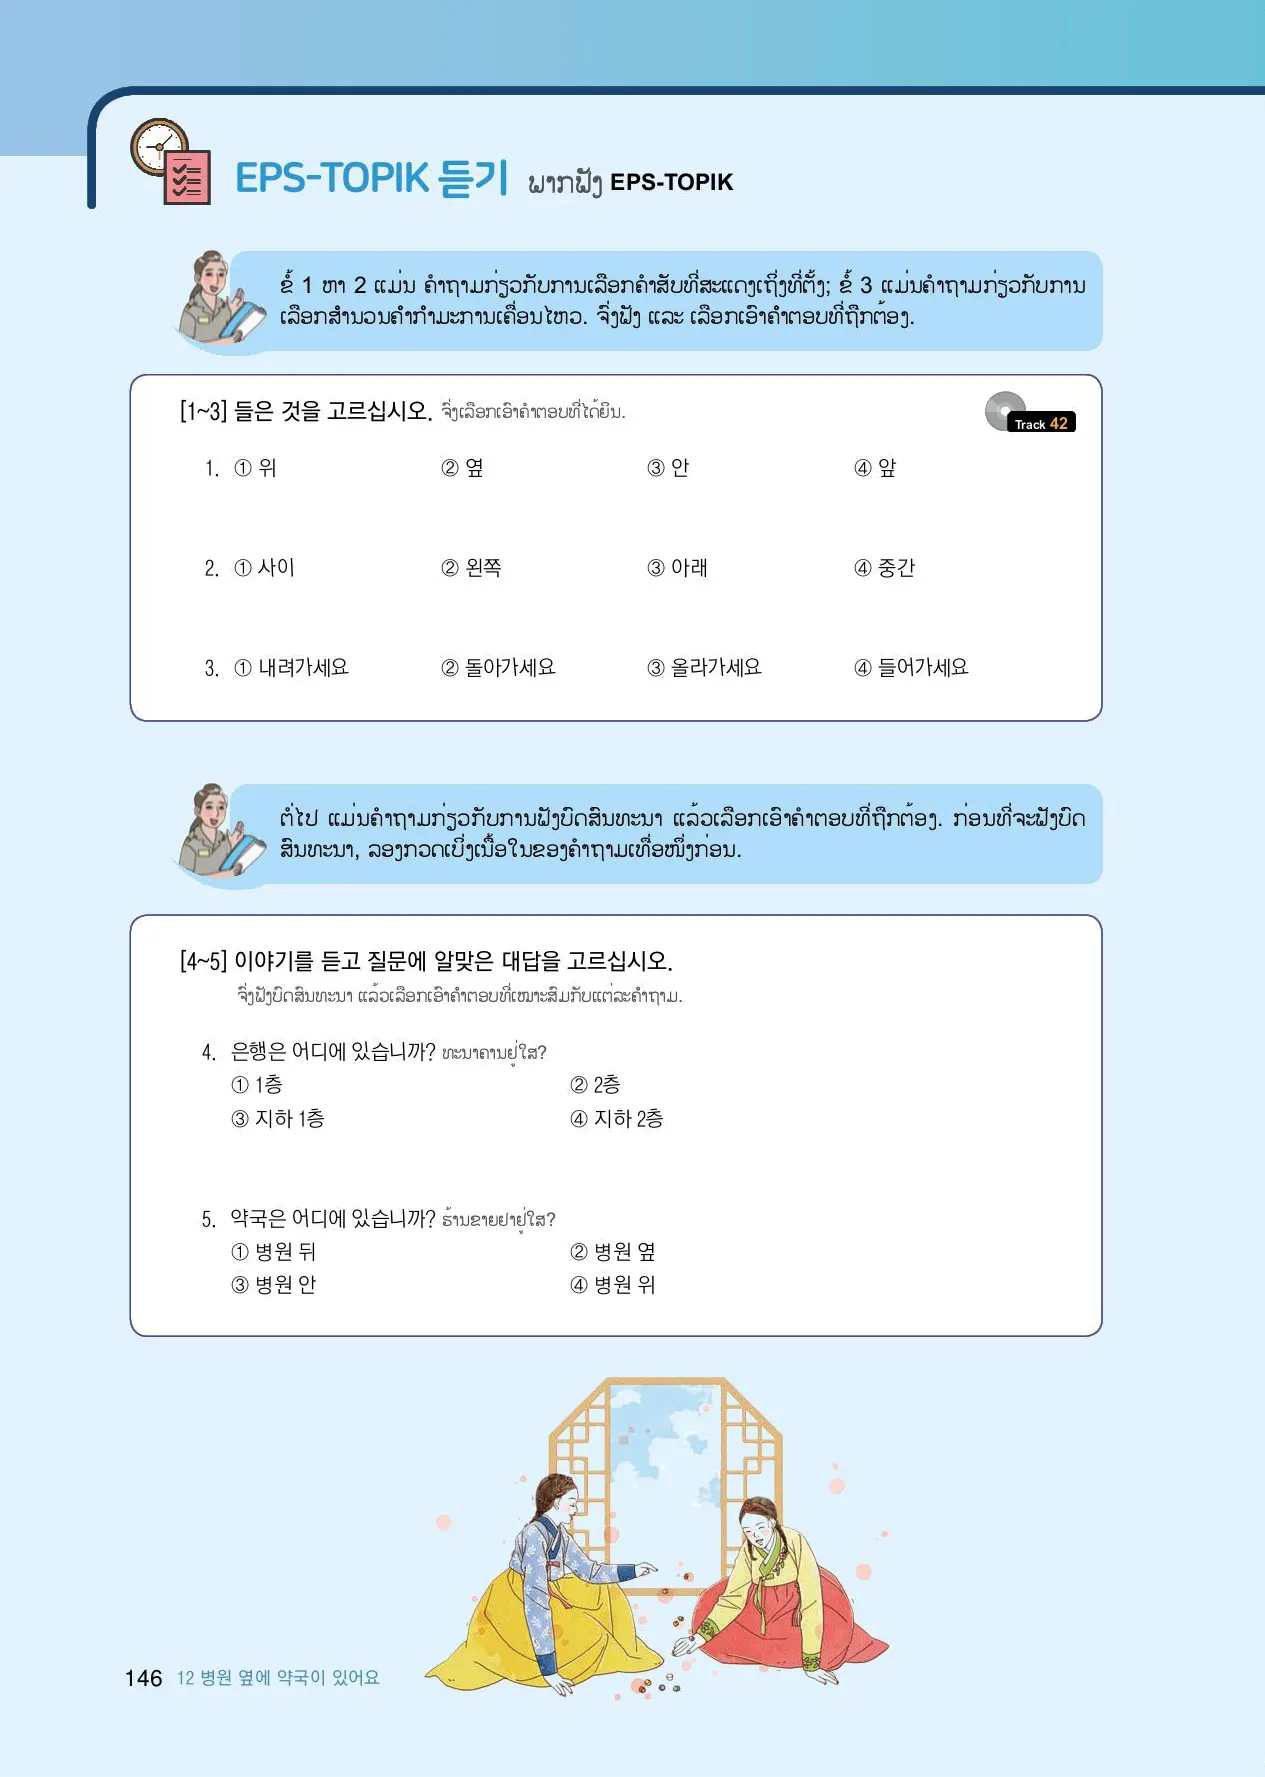 EPS-TOPIK 듣기 ພາກຟັງ EPS-TOPIK
ຂໍ້ 1 ຫາ 2 ແມ່ນ ຄຳຖາມກ່ຽວກັບການເລືອກຄຳສັບທີ່ສະແດງເຖິງທີ່ຕັ້ງ; ຂໍ້ 3 ແມ່ນຄຳຖາມກ່ຽວກັບການ
ເລືອກສຳນວນຄຳກຳມະການເຄື່ອນໄຫວ. ຈົ່ງຟັງ ແລະ ເລືອກເອົາຄຳຕອບທີ່ຖືກຕ້ອງ.
[1~3] 들은 것을 고르십시오. ຈົ່ງເລືອກເອົາຄຳຕອບທີ່ໄດ້ຍິນ.
Track 42
1. ① 위 ② 옆 ③ 안 ④ 앞
2. ① 사이 ② 왼쪽 ③ 아래 ④ 중간
3. ① 내려가세요 ② 돌아가세요 ③ 올라가세요 ④ 들어가세요
ຕໍ່ໄປ ແມ່ນຄຳຖາມກ່ຽວກັບການຟັງບົດສົນທະນາ ແລ້ວເລືອກເອົາຄຳຕອບທີ່ຖືກຕ້ອງ. ກ່ອນທີ່ຈະຟັງບົດ
ສົນທະນາ, ລອງກວດເບິ່ງເນື້ອໃນຂອງຄຳຖາມເທື່ອໜຶ່ງກ່ອນ.
[4~5] 이야기를 듣고 질문에 알맞은 대답을 고르십시오.
ຈົ່ງຟັງບົດສົນທະນາ ແລ້ວເລືອກເອົາຄຳຕອບທີ່ເໝາະສົມກັບແຕ່ລະຄຳຖາມ.
4. 은행은 어디에 있습니까? ທະນາຄານຢູ່ໃສ?
① 1층 ② 2층
③ 지하 1층 ④ 지하 2층
5. 약국은 어디에 있습니까? ຮ້ານຂາຍຢາຢູ່ໃສ?
① 병원 뒤 ② 병원 옆
③ 병원 안 ④ 병원 위
146 12 병원 옆에 약국이 있어요